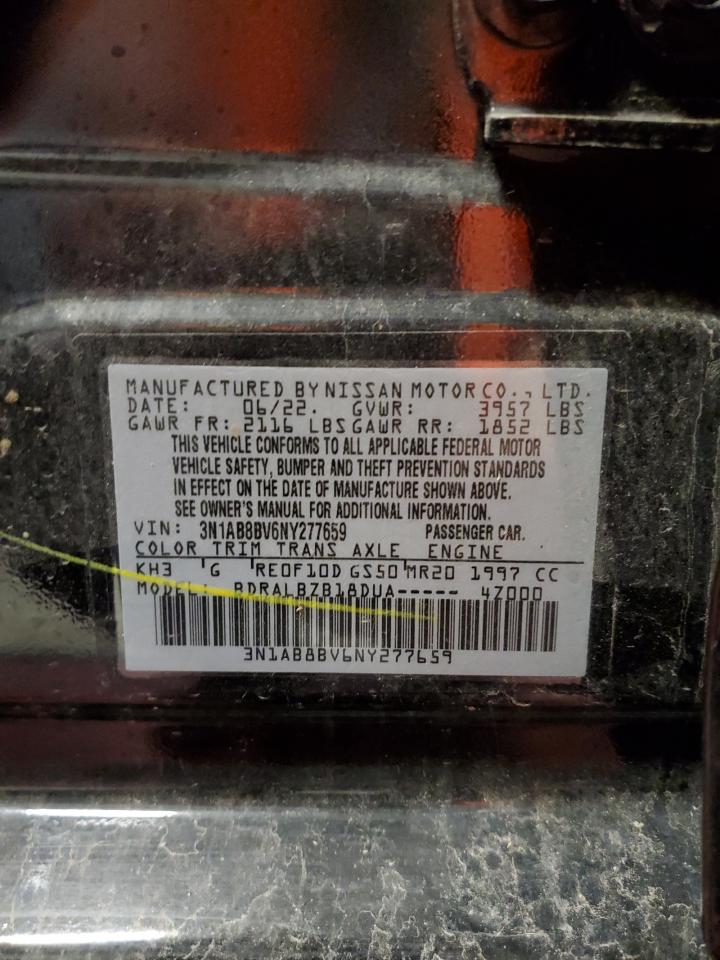 MANUFACTURED BY NISSAN MOTOR CO., LTD.
DATE: 06/22. GVWR: 3957 LBS
GAWR FR: 2116 LBS GAWR RR: 1852 LBS
THIS VEHICLE CONFORMS TO ALL APPLICABLE FEDERAL MOTOR
VEHICLE SAFETY, BUMPER AND THEFT PREVENTION STANDARDS
IN EFFECT ON THE DATE OF MANUFACTURE SHOWN ABOVE.
SEE OWNER'S MANUAL FOR ADDITIONAL INFORMATION.
VIN: 3N1AB8BV6NY277659 PASSENGER CAR.
COLOR TRIM TRANS AXLE ENGINE
KH3 G RE0F10D GS50 MR20 1997 CC
MODEL: BDRALBZB18DUA----- 4Z000
3N1AB8BV6NY277659